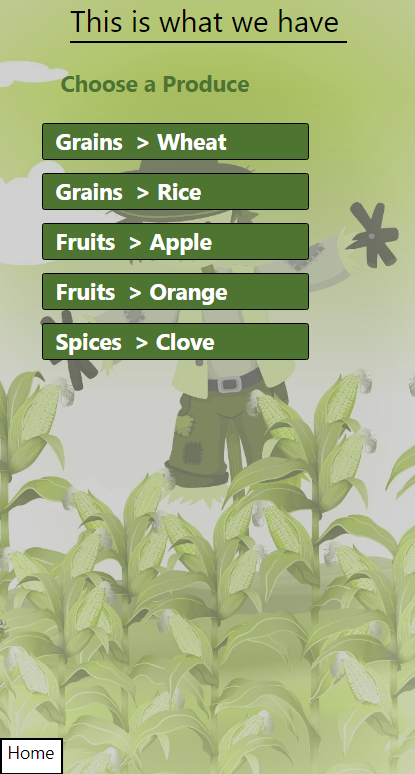 This is what we have
Choose a Produce
Grains > Wheat
Grains > Rice
Fruits > Apple
Fruits > Orange
Spices > Clove
Home